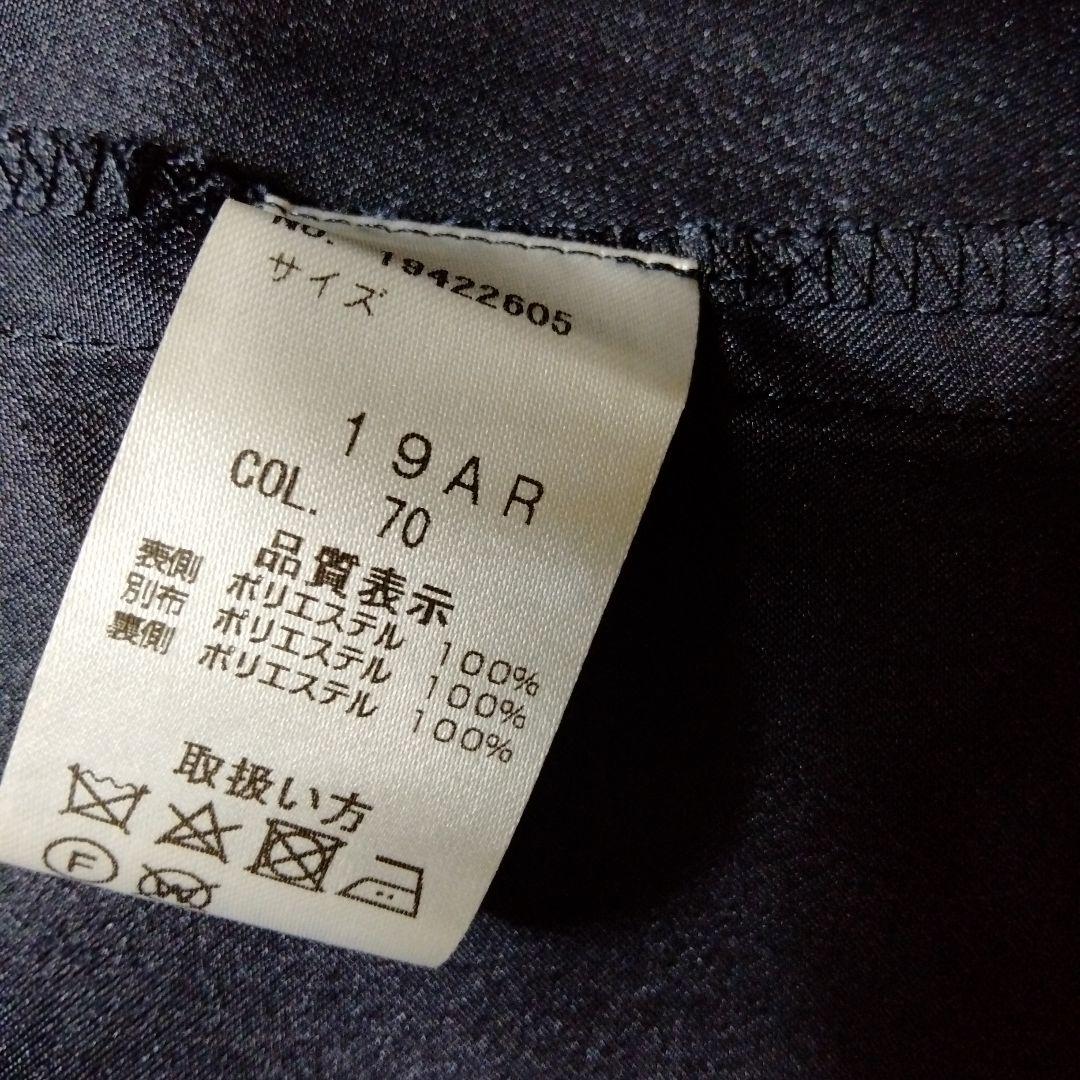 No. 19422605
サイズ
19AR
COL. 70
品質表示
表側 ポリエステル 100%
別布 ポリエステル 100%
裏側 ポリエステル 100%
取扱い方
F
W